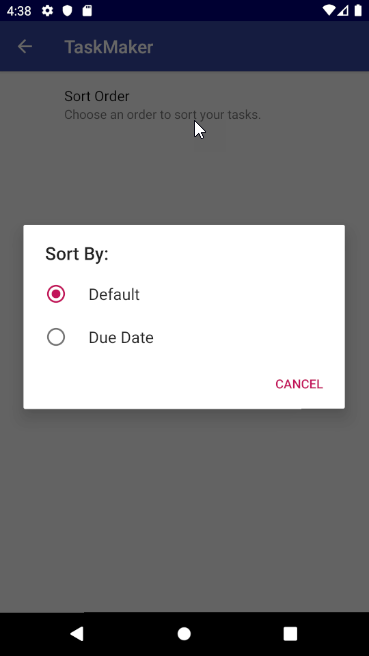 4:38
TaskMaker
Sort Order
Choose an order to sort your tasks.
Sort By:
Default
Due Date
CANCEL